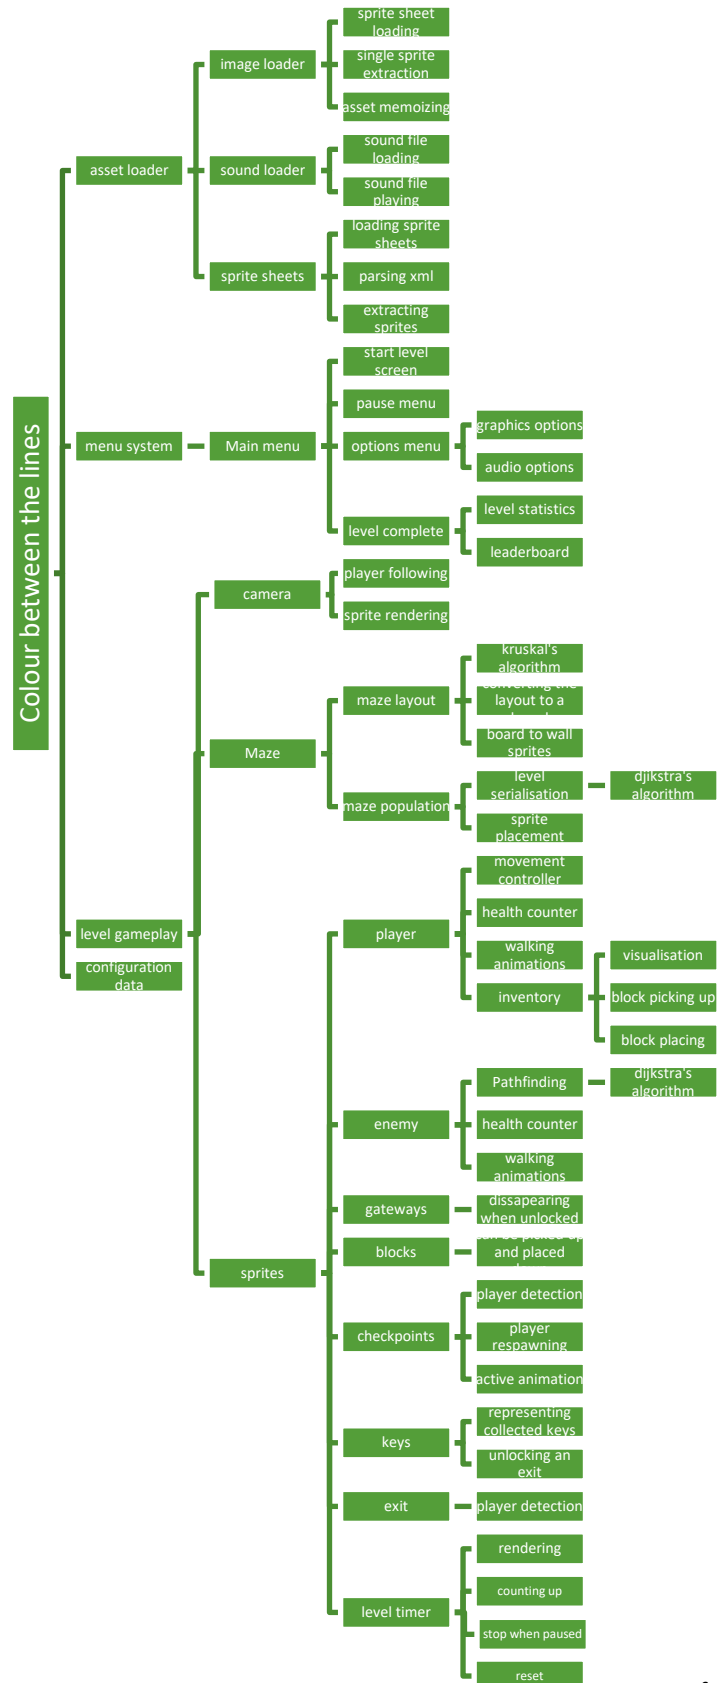 sprite sheet
loading
single sprite
extraction
image loader
asset memoizing
sound file
loading
asset loader
sound loader
sound file
playing
loading sprite
sheets
sprite sheets
parsing xml
extracting
sprites
start level
screen
pause menu
graphics options
menu system
Main menu
options menu
audio options
level statistics
level complete
leaderboard
Colour between the lines
player following
camera
sprite rendering
kruskal's
algorithm
converting the
layout to a
maze layout
board to wall
sprites
Maze
level
serialisation
djikstra's
algorithm
maze population
sprite
placement
movement
controller
health counter
level gameplay
player
walking
animations
visualisation
configuration
data
inventory
block picking up
block placing
Pathfinding
dijkstra's
algorithm
enemy
health counter
walking
animations
gateways
dissapearing
when unlocked
blocks
can be picked up
and placed
sprites
player detection
checkpoints
player
respawning
active animation
representing
collected keys
keys
unlocking an
exit
exit
player detection
rendering
counting up
level timer
stop when paused
reset